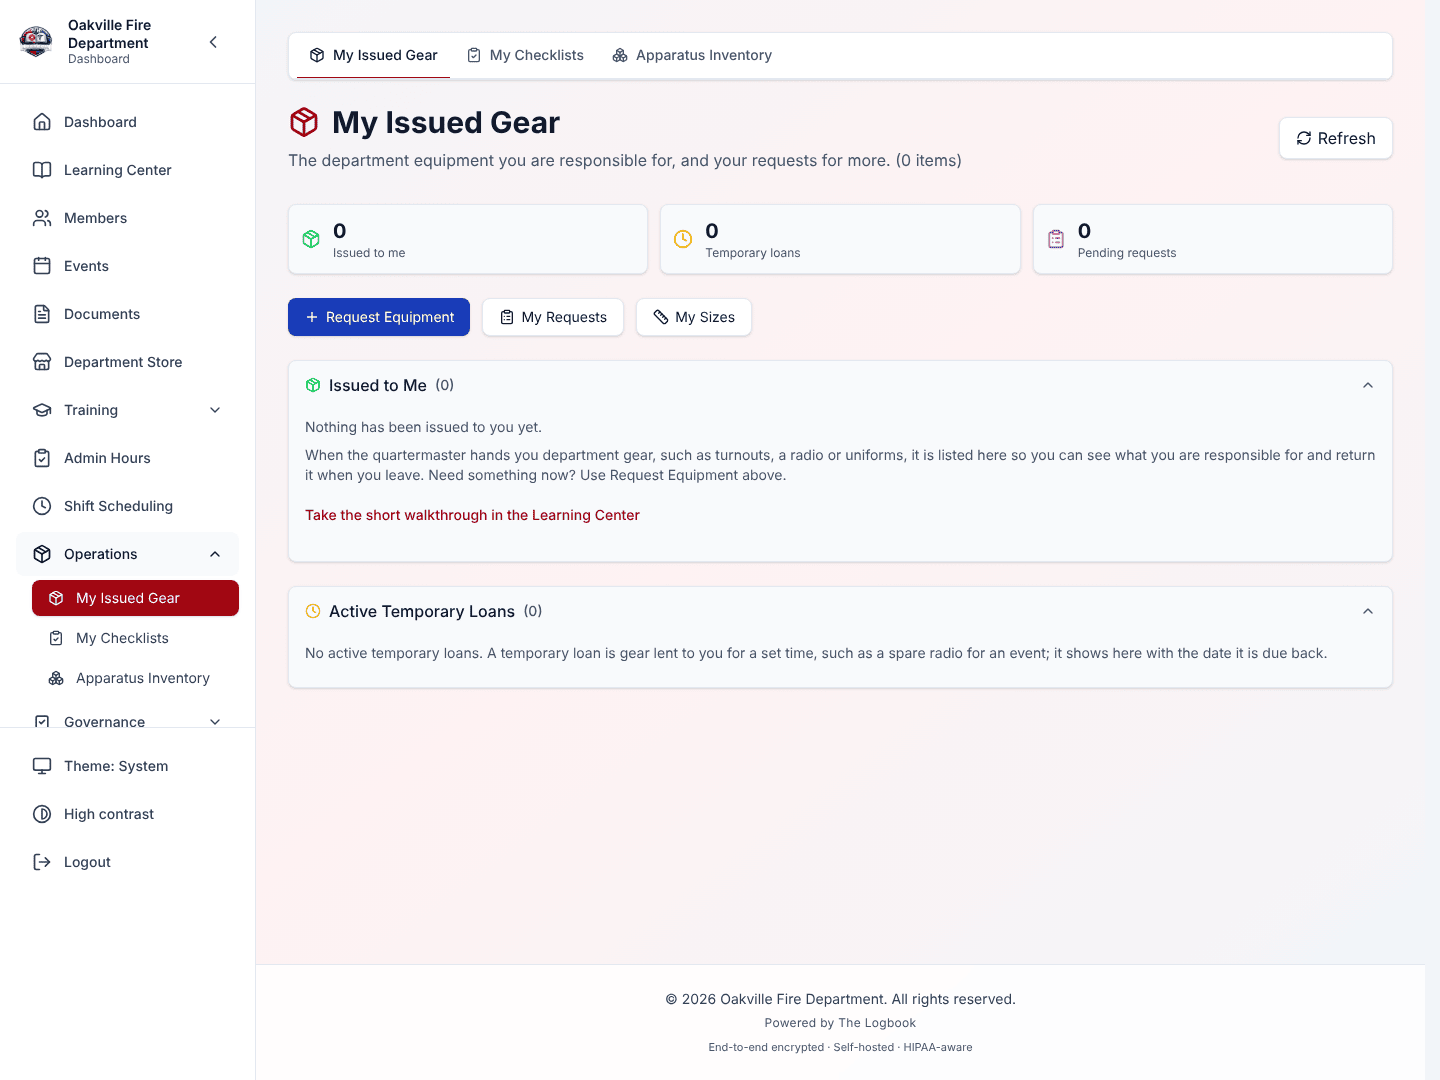 Oakville Fire
Department
Dashboard
Dashboard
Learning Center
Members
Events
Documents
Department Store
Training
Admin Hours
Shift Scheduling
Operations
My Issued Gear
My Checklists
Apparatus Inventory
Governance
Theme: System
High contrast
Logout
My Issued Gear
My Checklists
Apparatus Inventory
My Issued Gear
The department equipment you are responsible for, and your requests for more. (0 items)
Refresh
0
Issued to me
0
Temporary loans
0
Pending requests
Request Equipment
My Requests
My Sizes
Issued to Me (0)
Nothing has been issued to you yet.
When the quartermaster hands you department gear, such as turnouts, a radio or uniforms, it is listed here so you can see what you are responsible for and return
it when you leave. Need something now? Use Request Equipment above.
Take the short walkthrough in the Learning Center
Active Temporary Loans (0)
No active temporary loans. A temporary loan is gear lent to you for a set time, such as a spare radio for an event; it shows here with the date it is due back.
© 2026 Oakville Fire Department. All rights reserved.
Powered by The Logbook
End-to-end encrypted · Self-hosted · HIPAA-aware